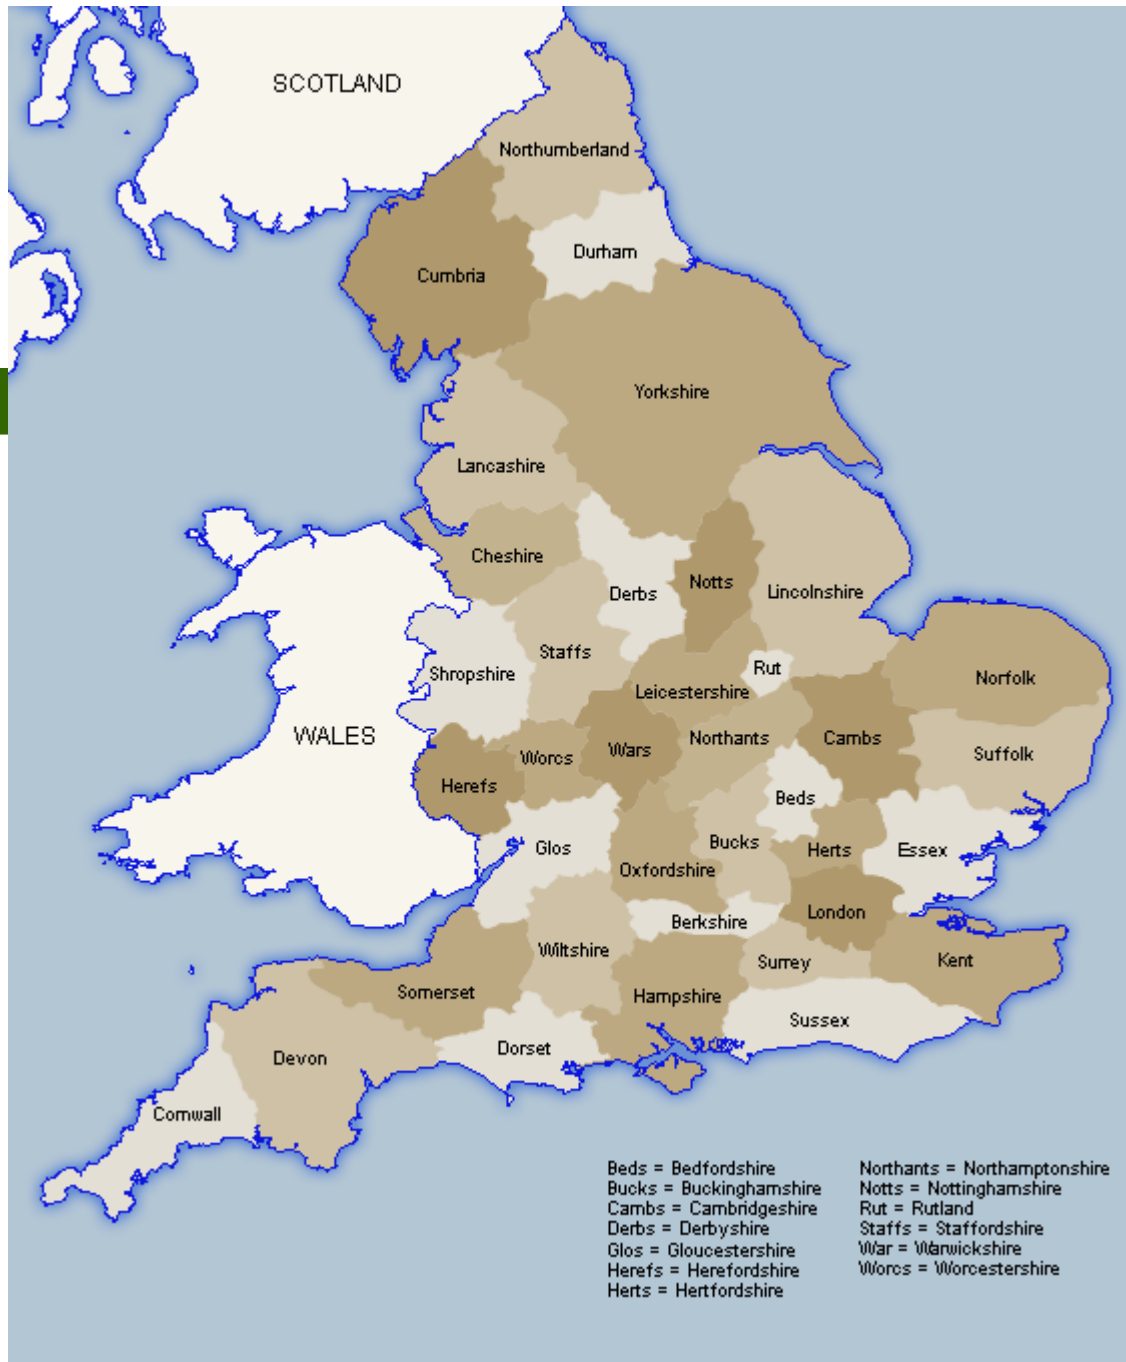 SCOTLAND
Northumberland
Durham
Cumbria
Yorkshire
Lancashire
Cheshire
Derbs
Notts
Lincolnshire
Staffs
Shropshire
Rut
Leicestershire
Norfolk
WALES
Herefs
Worcs
Wars
Northants
Cambs
Suffolk
Beds
Glos
Oxfordshire
Bucks
Herts
Essex
London
Berkshire
Wiltshire
Surrey
Kent
Somerset
Hampshire
Sussex
Dorset
Devon
Cornwall
Beds = Bedfordshire
Bucks = Buckinghamshire
Cambs = Cambridgeshire
Derbs = Derbyshire
Glos = Gloucestershire
Herefs = Herefordshire
Herts = Hertfordshire
Northants = Northamptonshire
Notts = Nottinghamshire
Rut = Rutland
Staffs = Staffordshire
War = Warwickshire
Worcs = Worcestershire